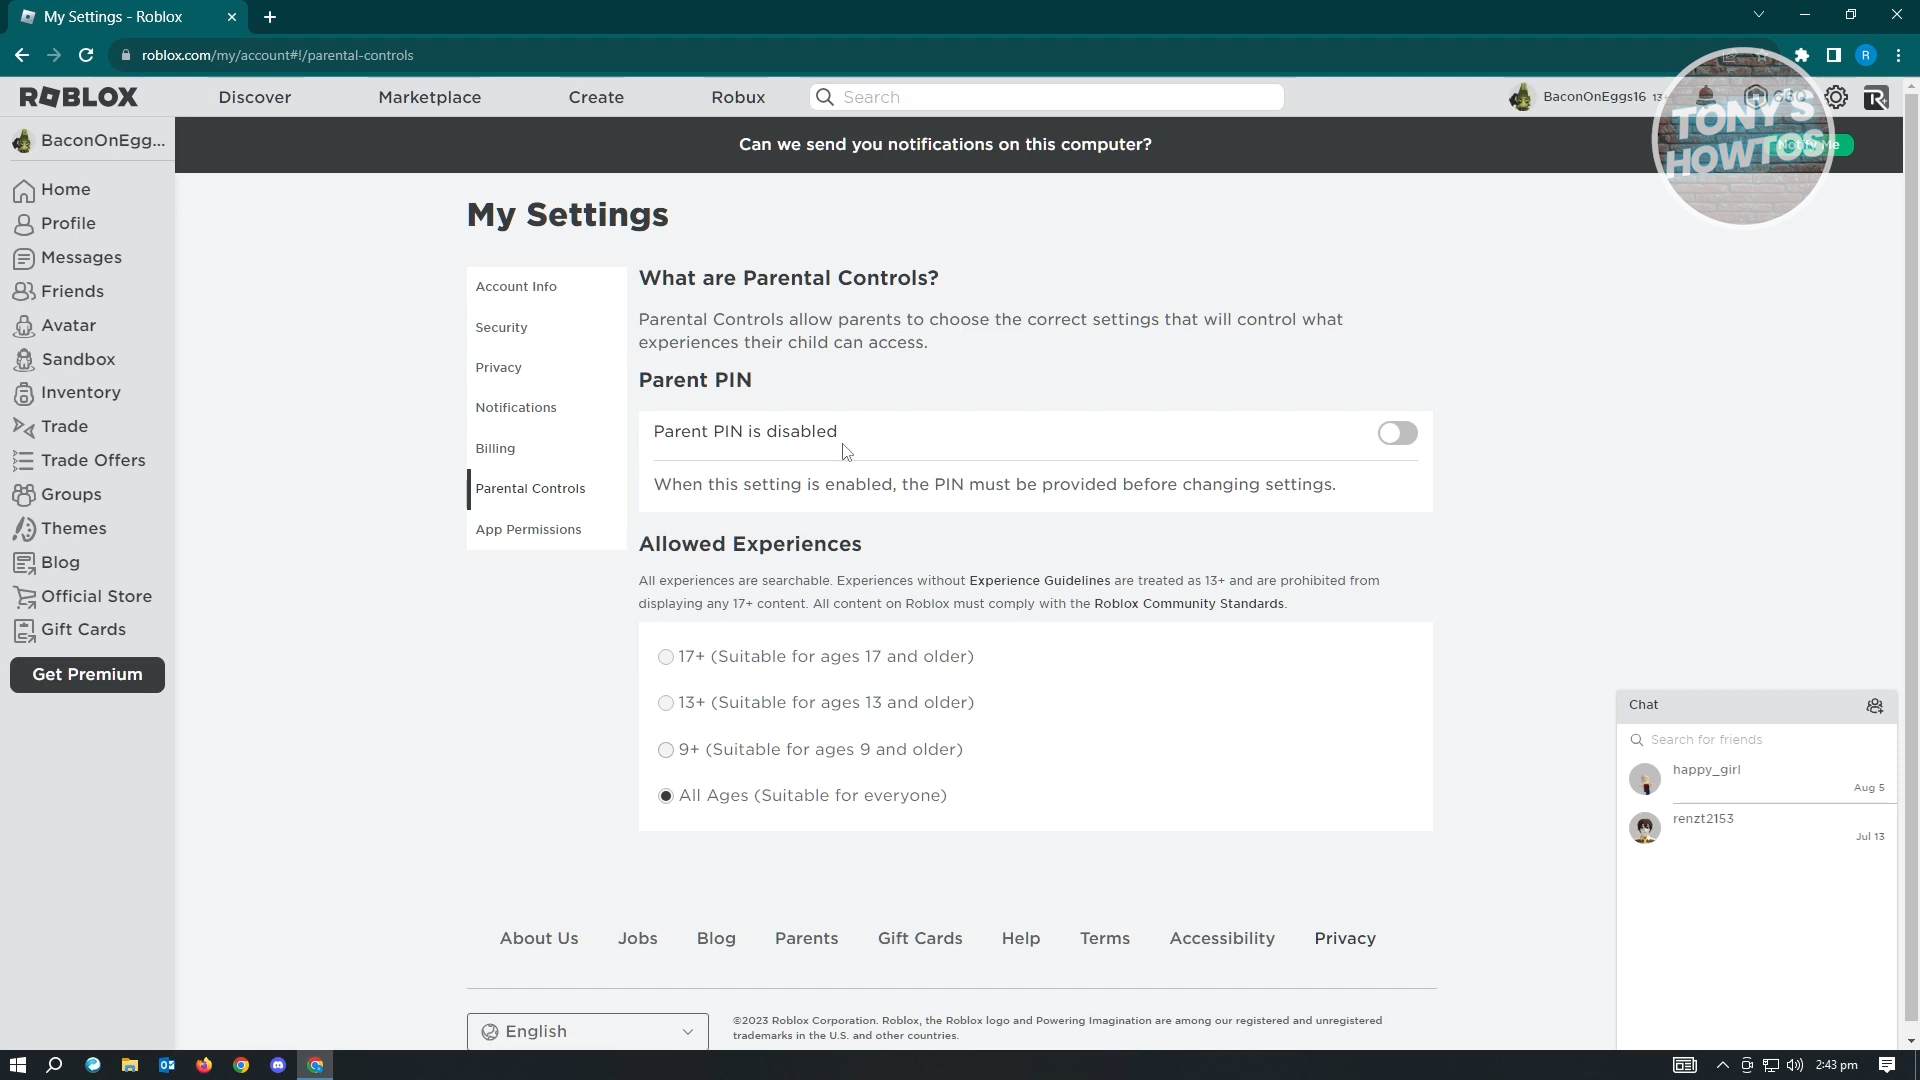 My Settings - Roblox
roblox.com/my/account#!/parental-controls
R
ROBLOX
Discover
Marketplace
Create
Robux
Search
BaconOnEggs16 13+
TONY'S
HOWTOS
BaconOnEgg...
Can we send you notifications on this computer?
Notify Me
Home
Profile
Messages
Friends
Avatar
Sandbox
Inventory
Trade
Trade Offers
Groups
Themes
Blog
Official Store
Gift Cards
Get Premium
My Settings
Account Info
Security
Privacy
Notifications
Billing
Parental Controls
App Permissions
What are Parental Controls?
Parental Controls allow parents to choose the correct settings that will control what
experiences their child can access.
Parent PIN
Parent PIN is disabled
When this setting is enabled, the PIN must be provided before changing settings.
Allowed Experiences
All experiences are searchable. Experiences without Experience Guidelines are treated as 13+ and are prohibited from
displaying any 17+ content. All content on Roblox must comply with the Roblox Community Standards.
17+ (Suitable for ages 17 and older)
13+ (Suitable for ages 13 and older)
9+ (Suitable for ages 9 and older)
All Ages (Suitable for everyone)
Chat
Search for friends
happy_girl
Aug 5
renzt2153
Jul 13
About Us
Jobs
Blog
Parents
Gift Cards
Help
Terms
Accessibility
Privacy
English
©2023 Roblox Corporation. Roblox, the Roblox logo and Powering Imagination are among our registered and unregistered
trademarks in the U.S. and other countries.
2:43 pm